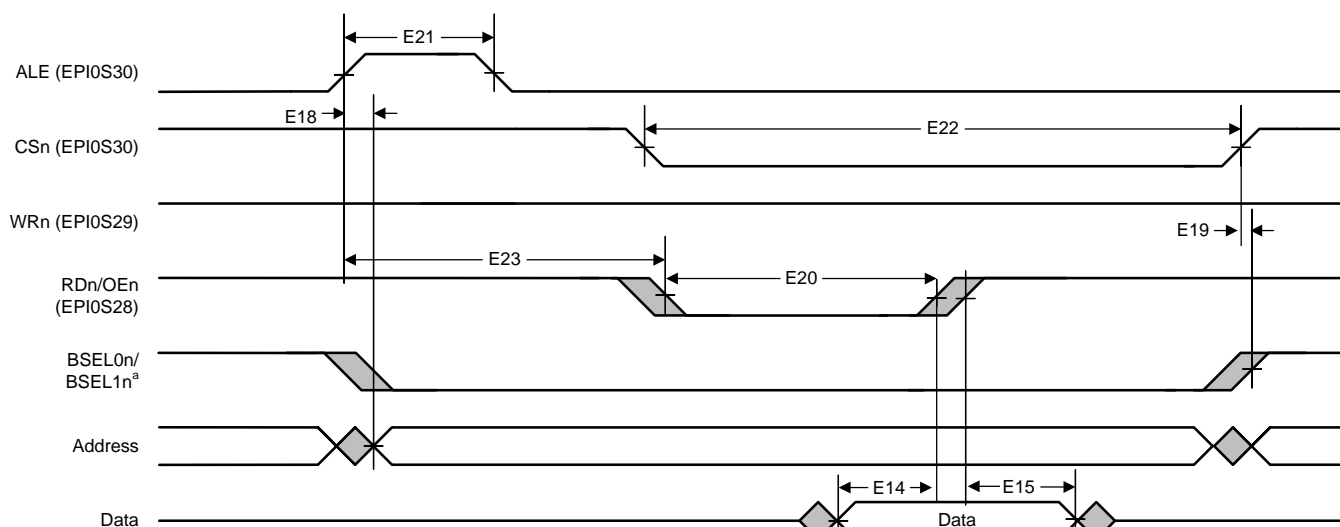 E21
ALE (EPI0S30)
E18
CSn (EPI0S30)
E22
WRn (EPI0S29)
E19
E23
E20
RDn/OEn
(EPI0S28)
BSEL0n/
BSEL1nª
Address
E14
E15
Data
Data